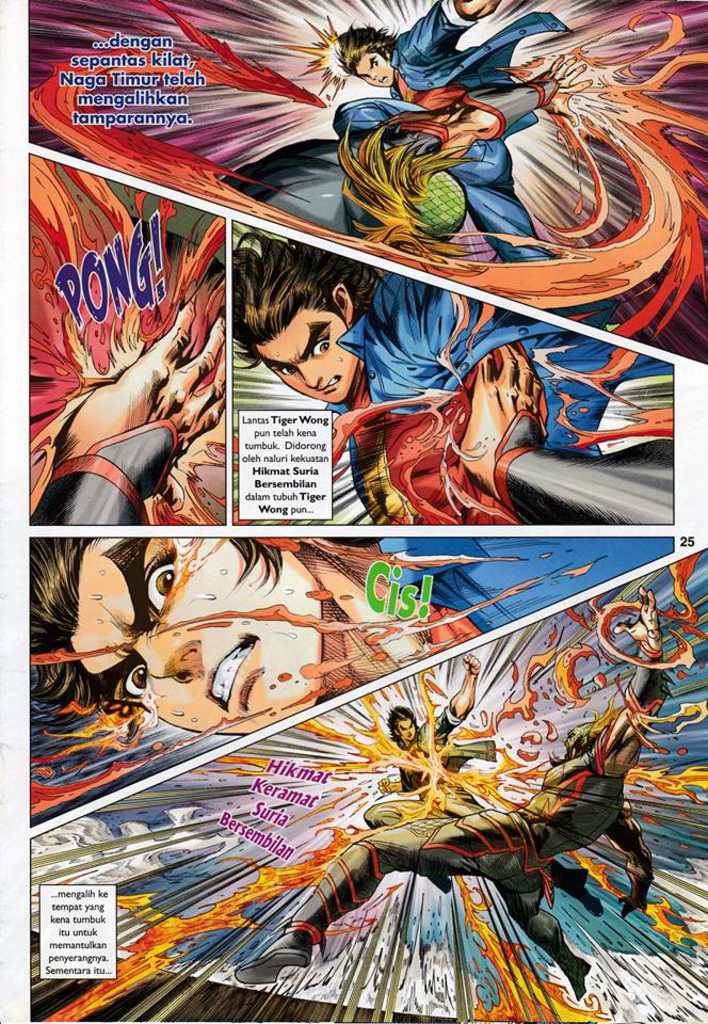 ...dengan
sepantas kilat,
Naga Timur telah
mengalihkan
tamparannya.
PONG!
Lantas Tiger Wong
pun telah kena
tumbuk. Didorong
oleh naluri kekuatan
Hikmat Suria
Bersembilan
dalam tubuh Tiger
Wong pun...
25
Cis!
Hikmat
Keramat
Suria
Bersembilan
...mengalih ke
tempat yang
kena tumbuk
itu untuk
memantulkan
penyerangnya.
Sementara itu...